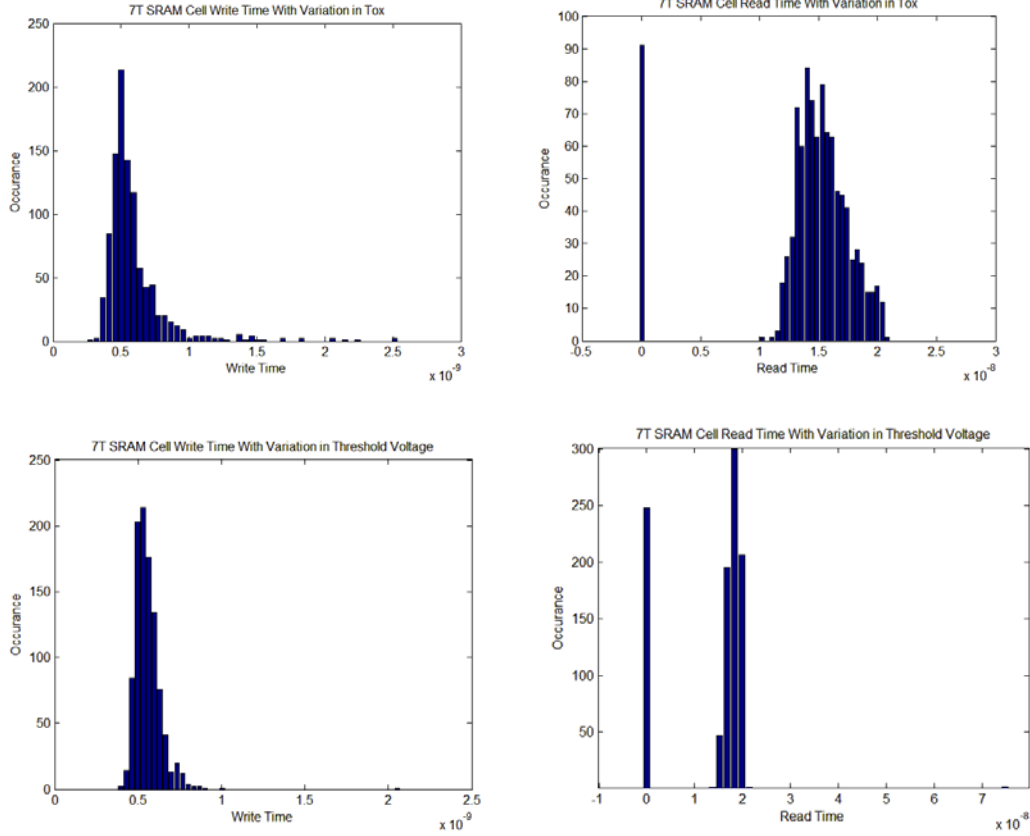 7T SRAM Cell Write Time With Variation in Tox
250
200
150
100
50
0
Occurance
0 0.5 1 1.5 2 2.5 3
Write Time
x 10^-9
7T SRAM Cell Read Time With Variation in Tox
100
90
80
70
60
50
40
30
20
10
0
Occurance
-0.5 0 0.5 1 1.5 2 2.5 3
Read Time
x 10^-8
7T SRAM Cell Write Time With Variation in Threshold Voltage
250
200
150
100
50
0
Occurance
0 0.5 1 1.5 2 2.5
Write Time
x 10^-9
7T SRAM Cell Read Time With Variation in Threshold Voltage
300
250
200
150
100
50
Occurance
-1 0 1 2 3 4 5 6 7
Read Time
x 10^-8